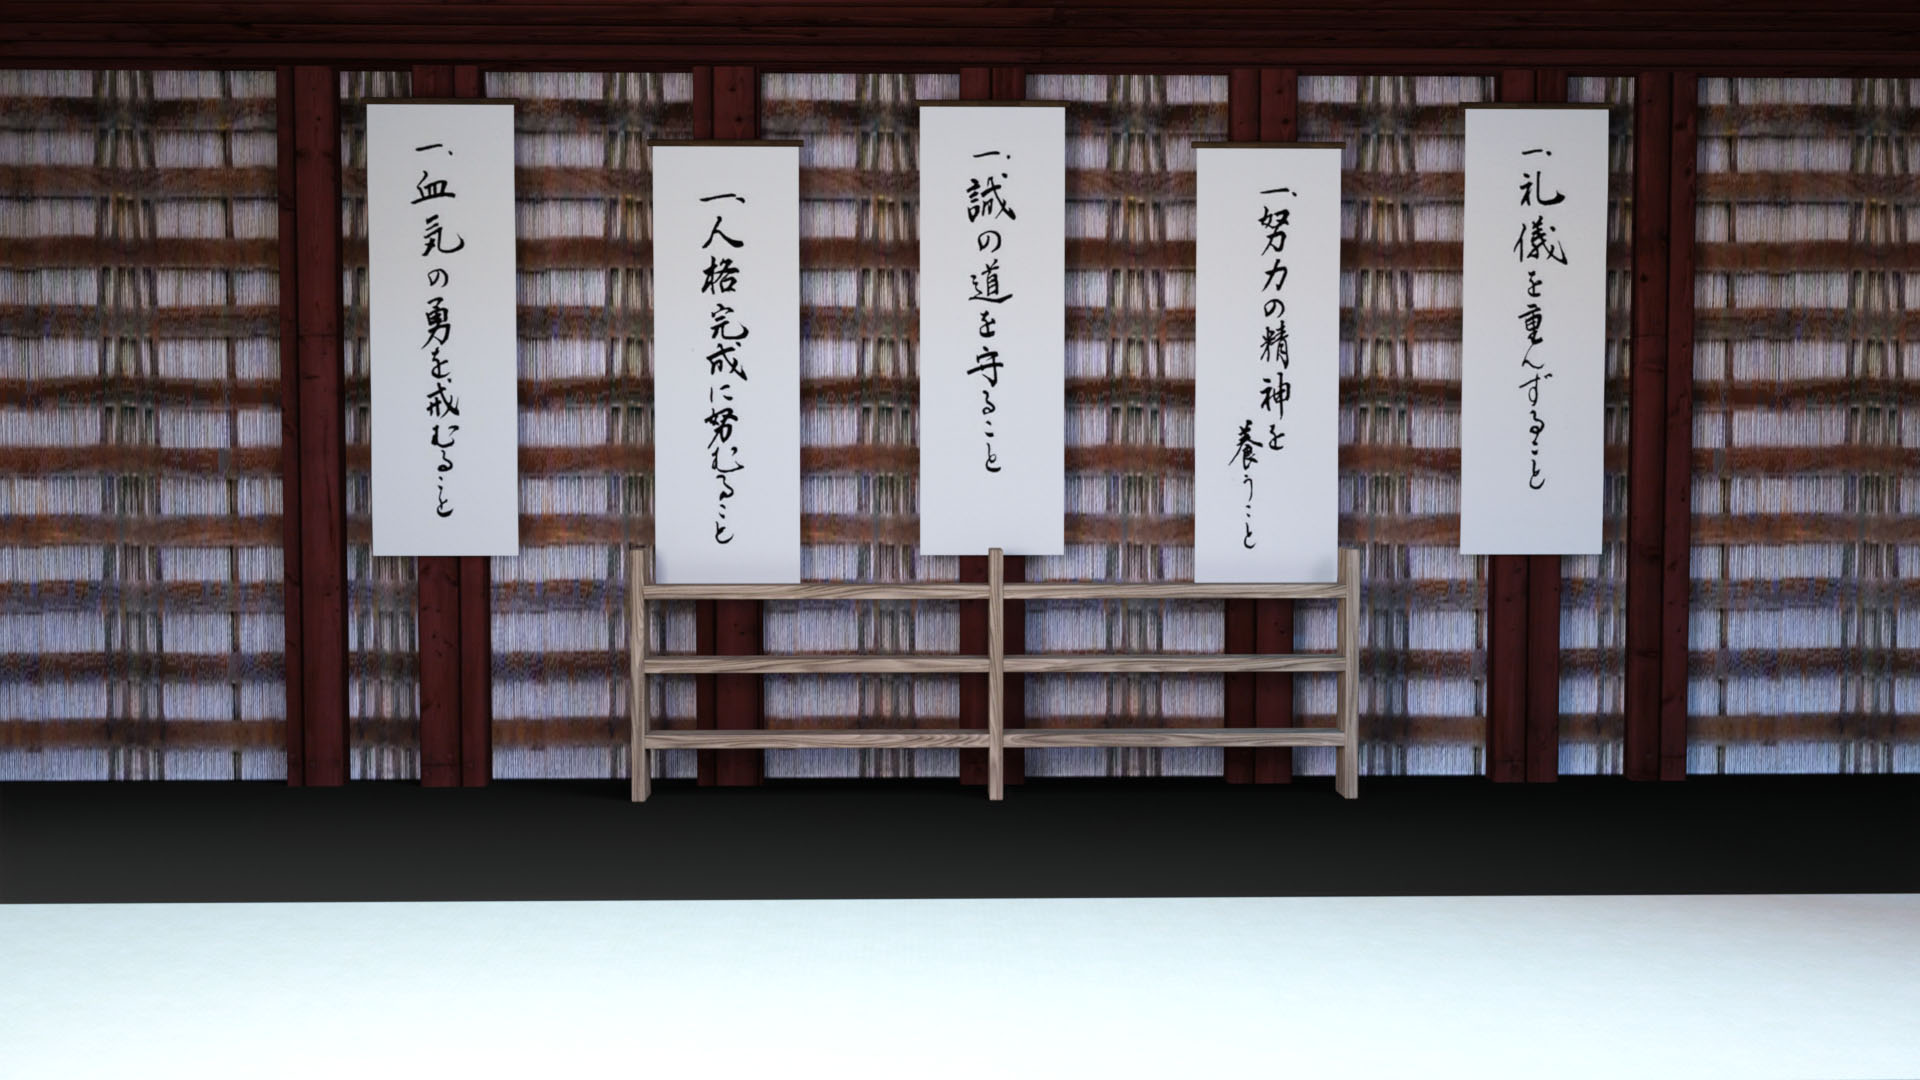 一、礼儀を重んずること
一、努力の精神を
養うこと
一、誠の道を守ること
一、人格完成に努むること
一、血気の勇を戒むること